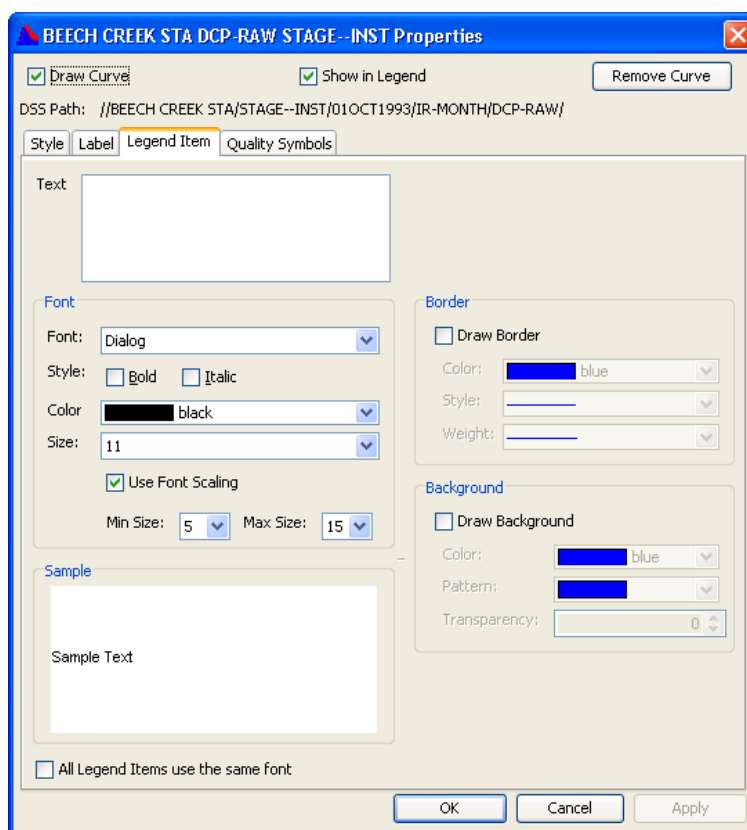 BEECH CREEK STA DCP-RAW STAGE--INST Properties
Draw Curve Show in Legend Remove Curve
DSS Path: //BEECH CREEK STA/STAGE--INST/01OCT1993/IR-MONTH/DCP-RAW/
Style Label Legend Item Quality Symbols
Text
Font
Font: Dialog
Style: Bold Italic
Color black
Size: 11
Use Font Scaling
Min Size: 5 Max Size: 15
Border
Draw Border
Color: blue
Style:
Weight:
Background
Draw Background
Color: blue
Pattern:
Transparency: 0
Sample
Sample Text
All Legend Items use the same font
OK Cancel Apply